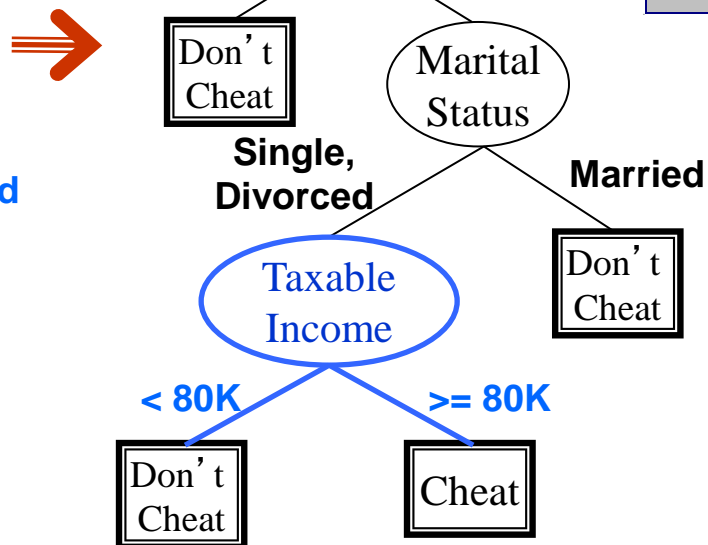 Don’t
Cheat
Marital
Status
Single,
Divorced
Married
d
Taxable
Income
Don’t
Cheat
< 80K
>= 80K
Don’t
Cheat
Cheat